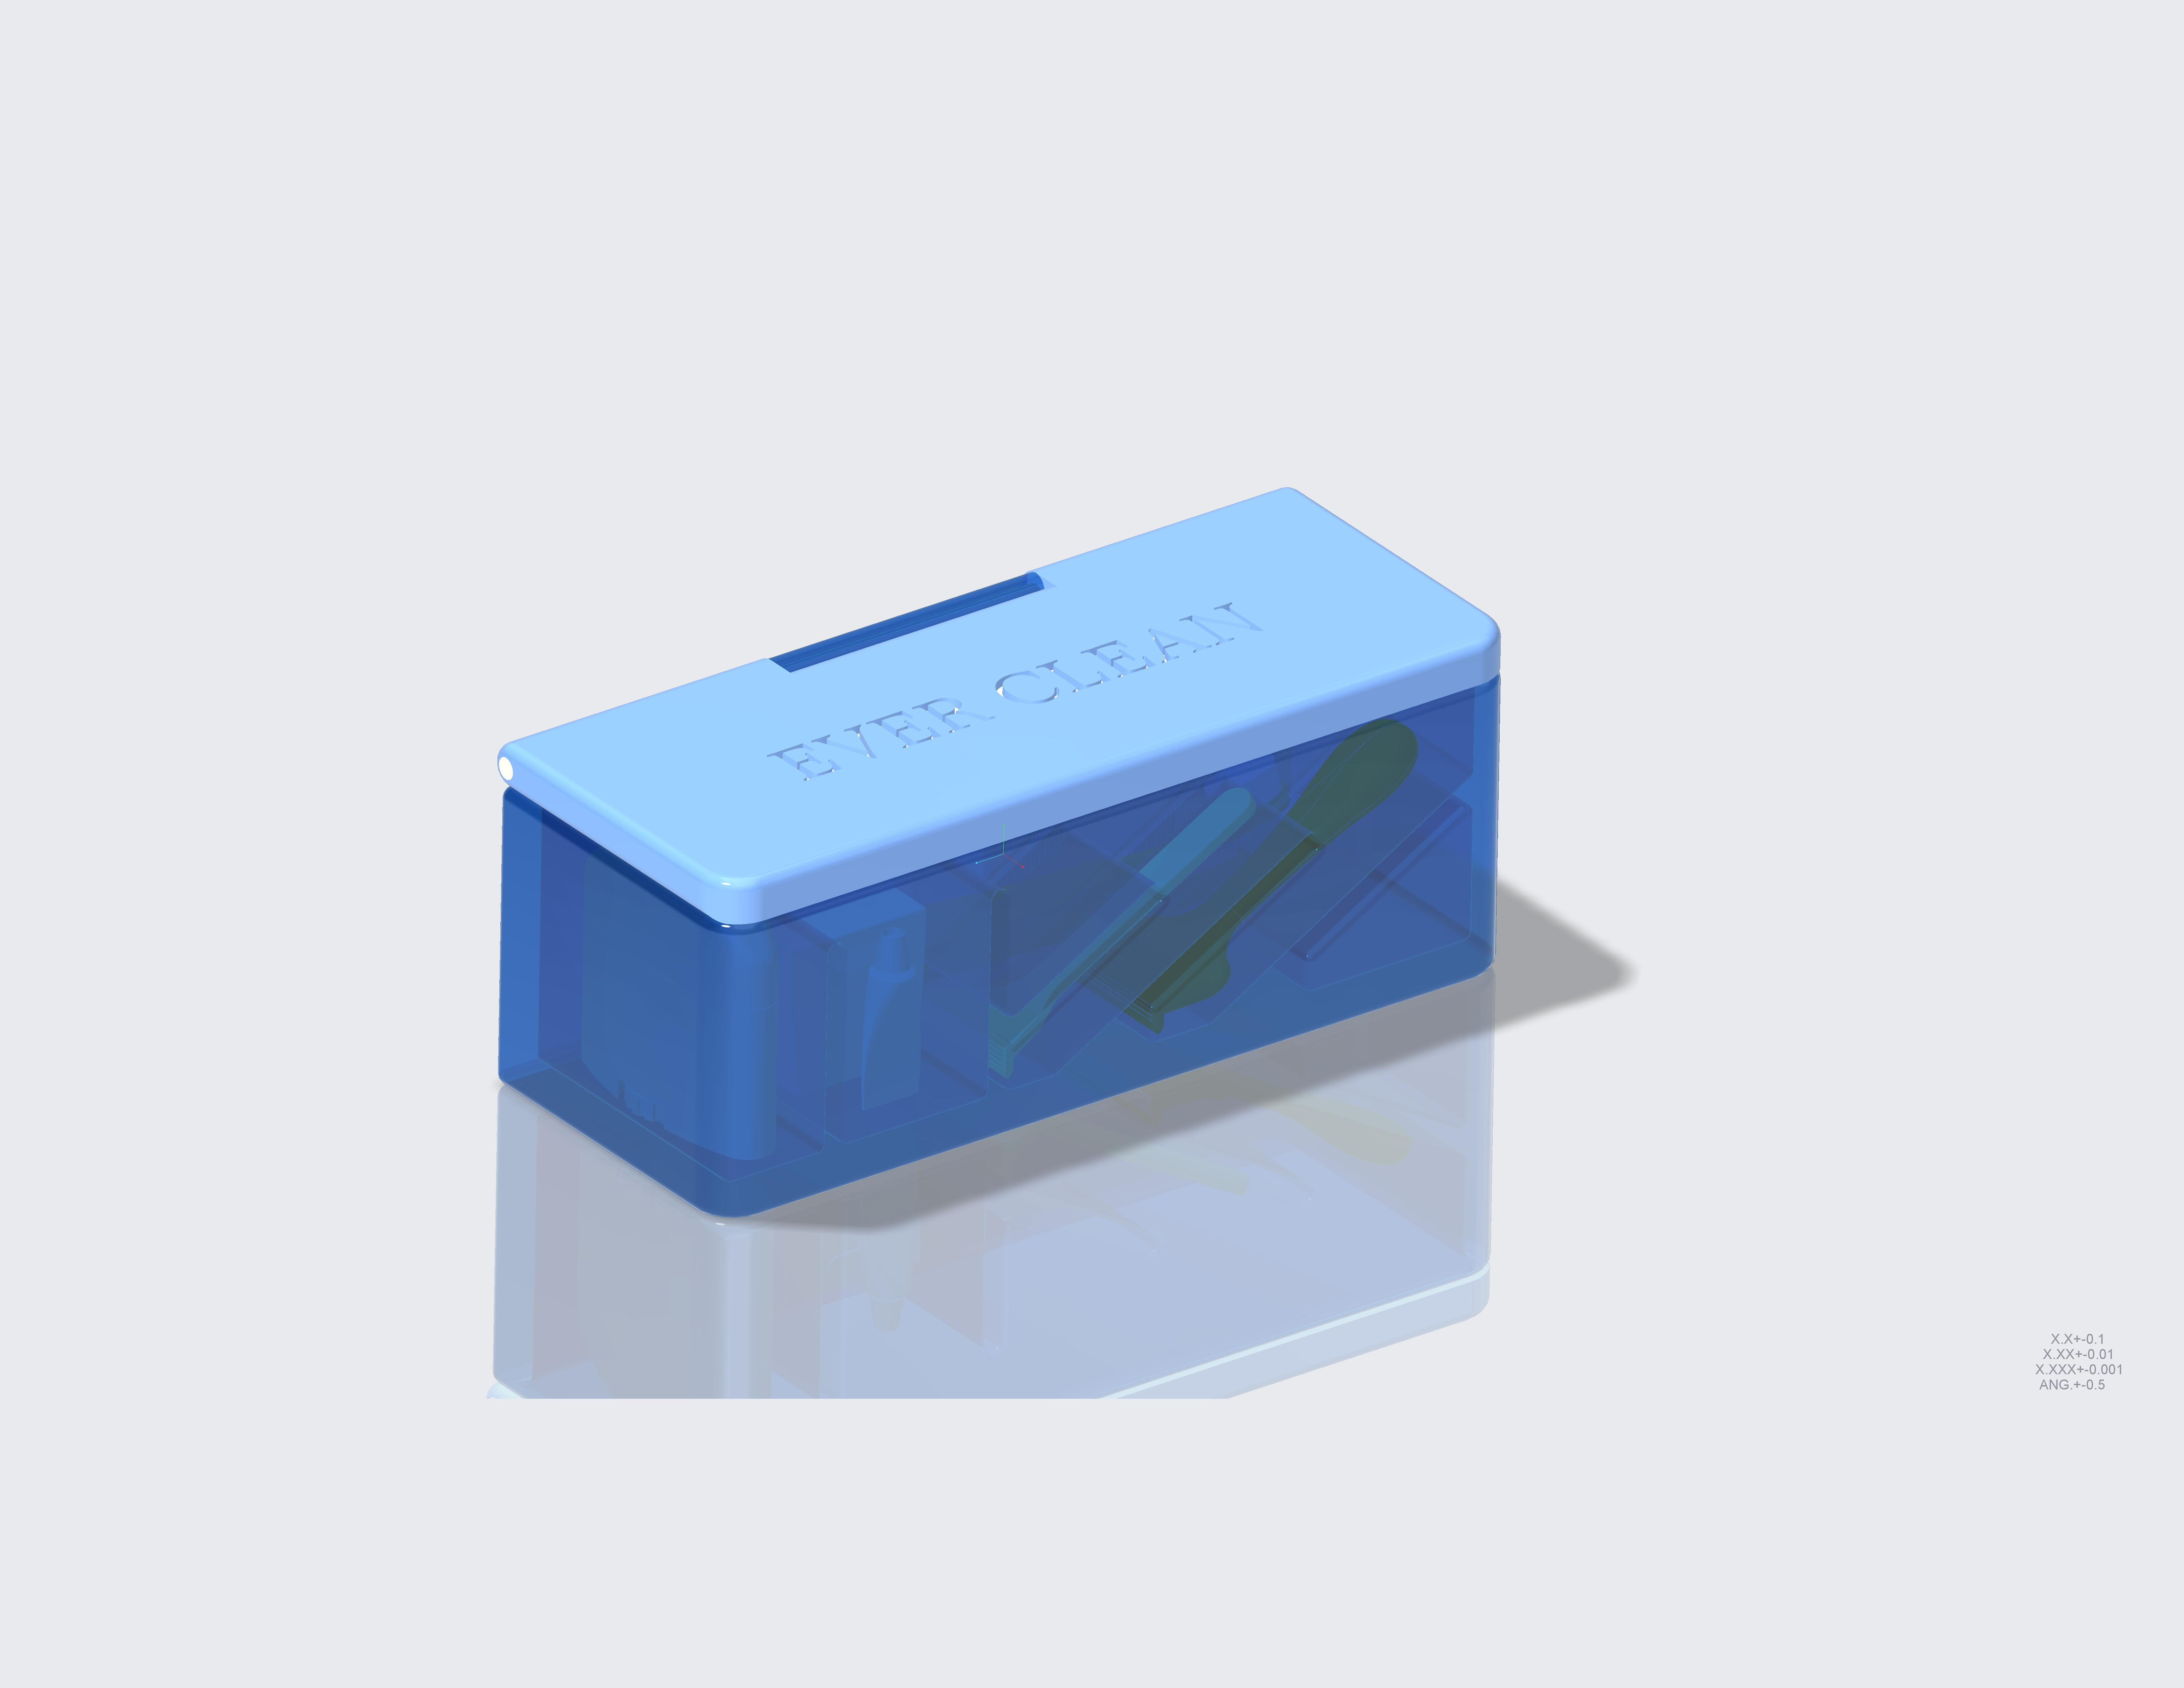 EVER CLEAN
X.X+-0.1
X.XX+-0.01
X.XXX+-0.001
ANG.+-0.5